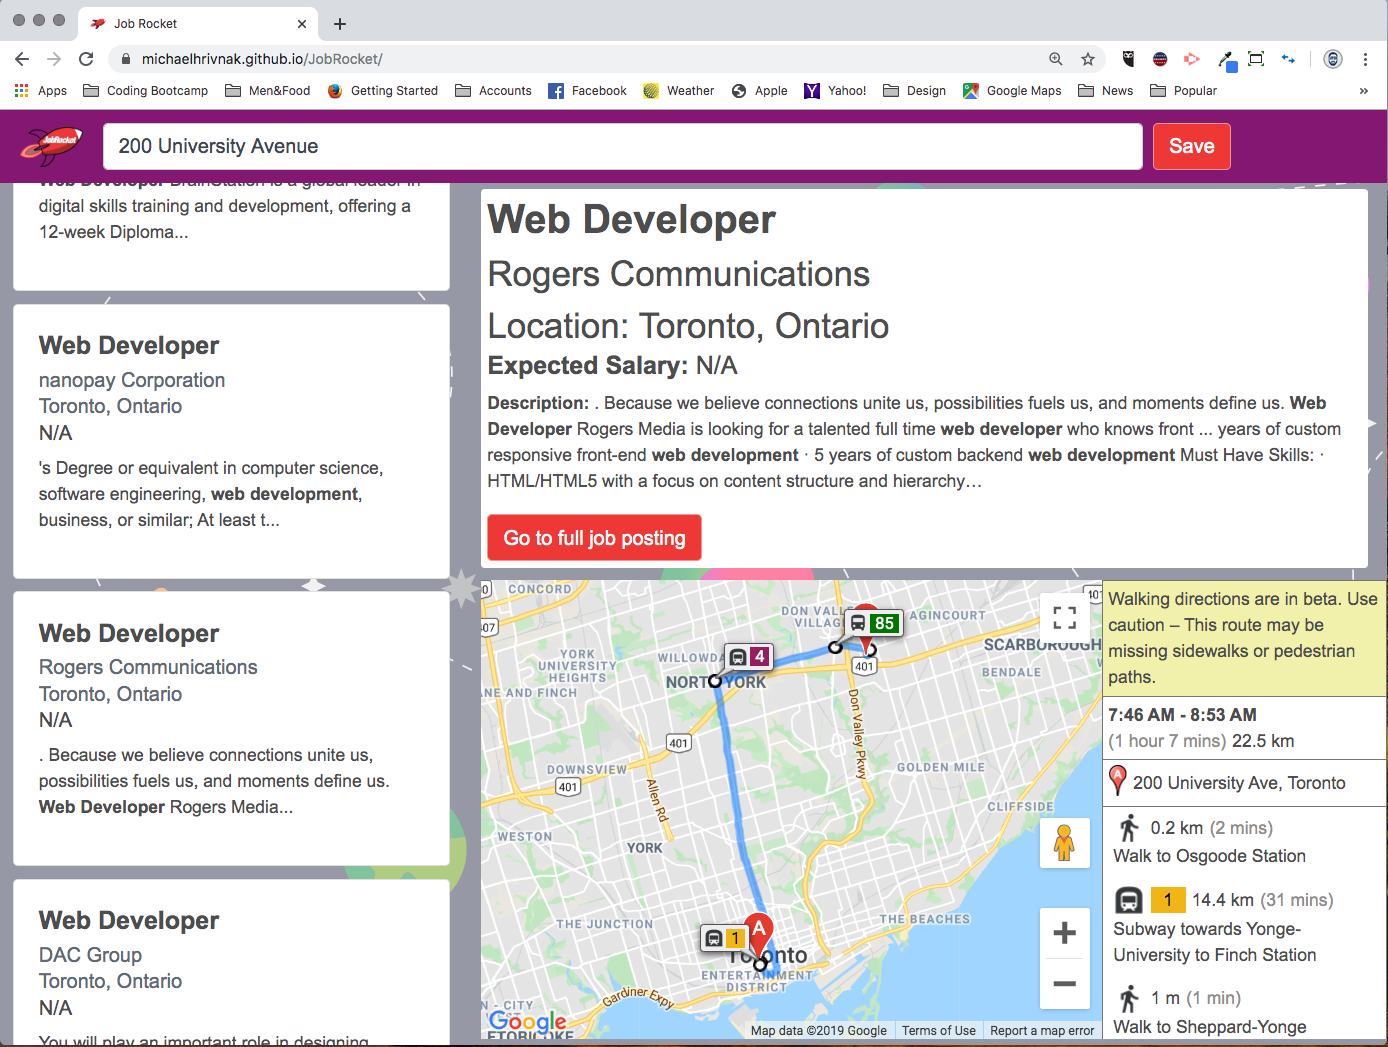 Job Rocket
michaelhrivnak.github.io/JobRocket/
Apps
Coding Bootcamp
Men&Food
Getting Started
Accounts
Facebook
Weather
Apple
Yahoo!
Design
Google Maps
News
Popular
»
JobRocket
200 University Avenue
Save
Web Developer BrainStation is a global leader in
digital skills training and development, offering a
12-week Diploma...
Web Developer
nanopay Corporation
Toronto, Ontario
N/A
's Degree or equivalent in computer science,
software engineering, web development,
business, or similar; At least t...
Web Developer
Rogers Communications
Toronto, Ontario
N/A
. Because we believe connections unite us,
possibilities fuels us, and moments define us.
Web Developer Rogers Media...
Web Developer
DAC Group
Toronto, Ontario
N/A
You will play an important role in designing
Web Developer
Rogers Communications
Location: Toronto, Ontario
Expected Salary: N/A
Description: . Because we believe connections unite us, possibilities fuels us, and moments define us. Web
Developer Rogers Media is looking for a talented full time web developer who knows front ... years of custom
responsive front-end web development · 5 years of custom backend web development Must Have Skills: ·
HTML/HTML5 with a focus on content structure and hierarchy…
Go to full job posting
CONCORD
407
YORK
UNIVERSITY
HEIGHTS
ANE AND FINCH
WILLOWDA
NORTH YORK
4
DON VALLEY
VILLAGE
85
AGINCOURT
401
SCARBOROUGH
BENDALE
401
401
DOWNSVIEW
401
Allen Rd
Don Valley Pkwy
GOLDEN MILE
CLIFFSIDE
WESTON
YORK
THE JUNCTION
THE BEACHES
1
A
Toronto
ENTERTAINMENT
DISTRICT
Gardiner Expy
N - CITY
ETOBICOKE
Google
Map data ©2019 Google
Terms of Use
Report a map error
Walking directions are in beta. Use
caution – This route may be
missing sidewalks or pedestrian
paths.
7:46 AM - 8:53 AM
(1 hour 7 mins) 22.5 km
A
200 University Ave, Toronto
0.2 km (2 mins)
Walk to Osgoode Station
1 14.4 km (31 mins)
Subway towards Yonge-
University to Finch Station
1 m (1 min)
Walk to Sheppard-Yonge